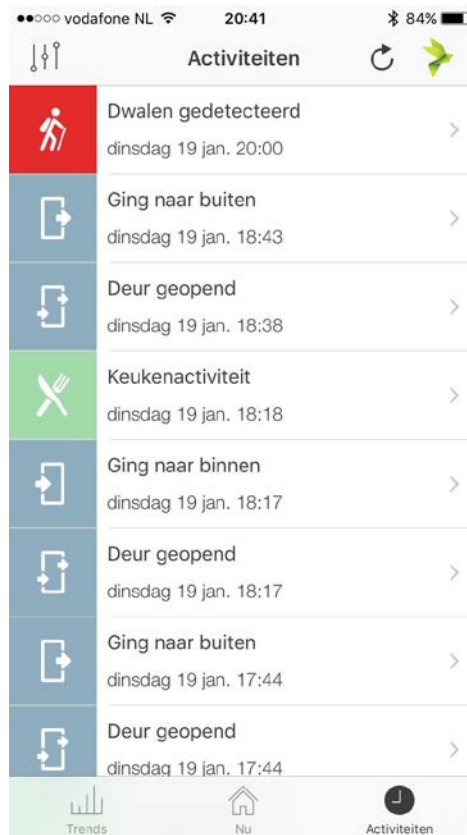 vodafone NL 20:41 84%
Activiteiten
Dwalen gedetecteerd
dinsdag 19 jan. 20:00
Ging naar buiten
dinsdag 19 jan. 18:43
Deur geopend
dinsdag 19 jan. 18:38
Keukenactiviteit
dinsdag 19 jan. 18:18
Ging naar binnen
dinsdag 19 jan. 18:17
Deur geopend
dinsdag 19 jan. 18:17
Ging naar buiten
dinsdag 19 jan. 17:44
Deur geopend
dinsdag 19 jan. 17:44
Trends Nu Activiteiten